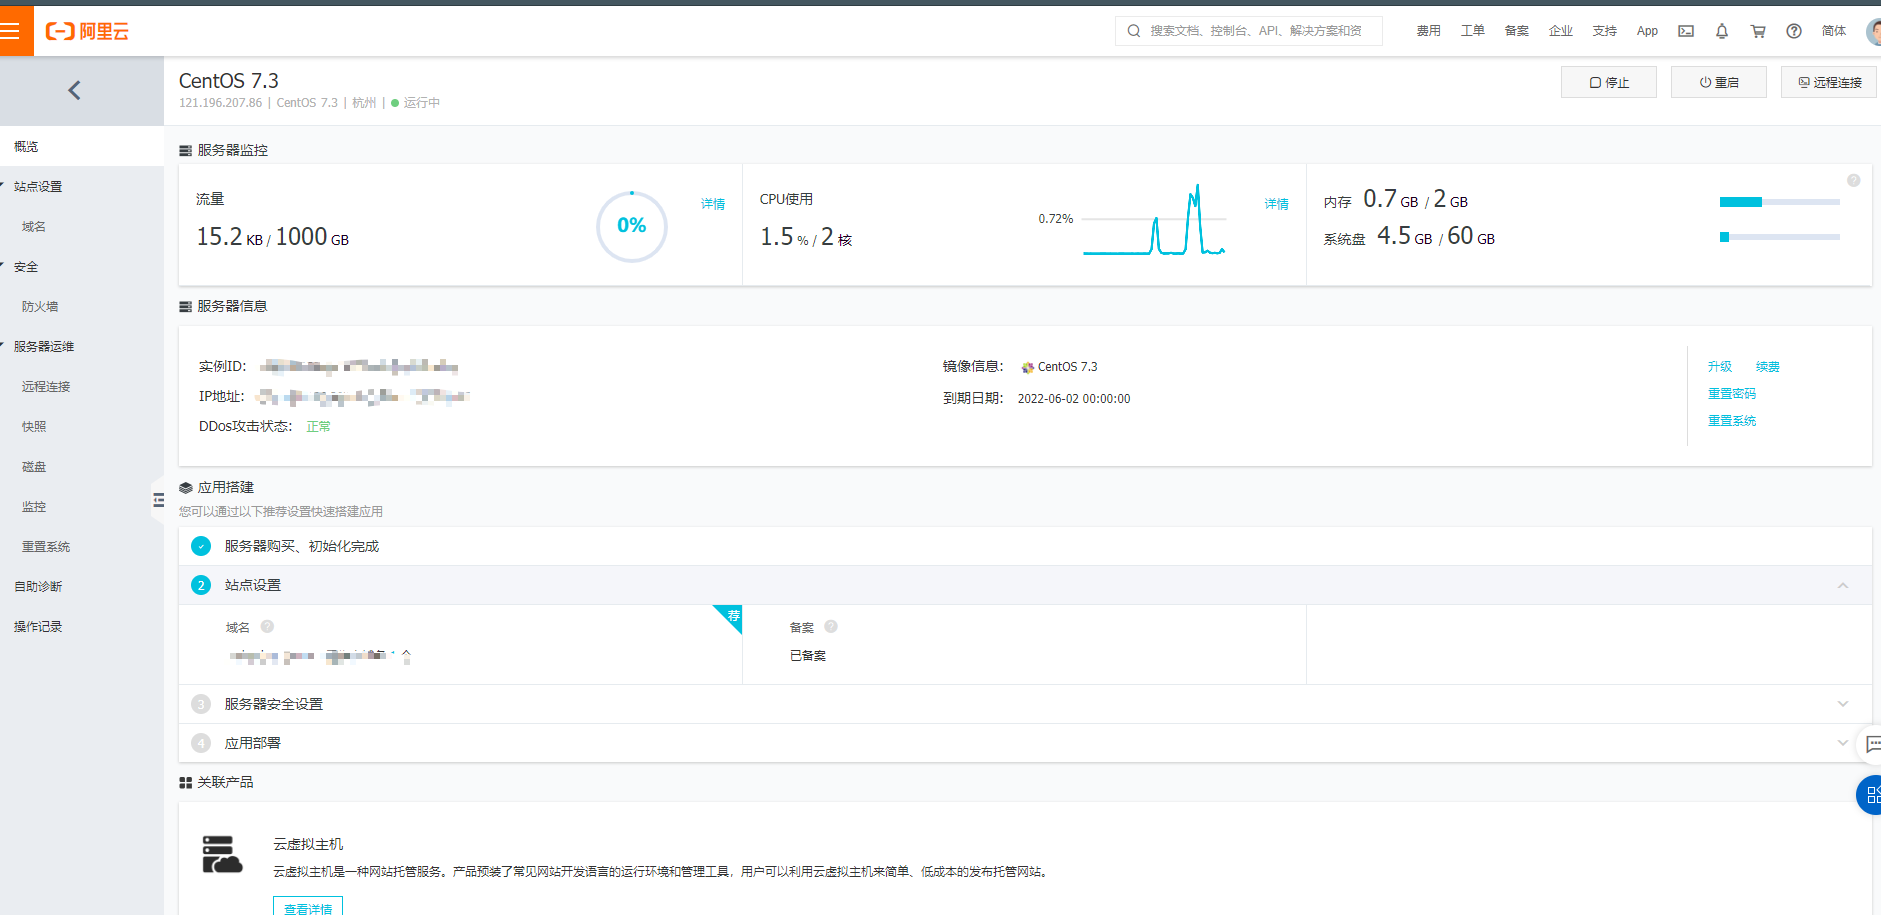 阿里云
搜索文档、控制台、API、解决方案和资
费用 工单 备案 企业 支持 App 简体
CentOS 7.3
121.196.207.86 | CentOS 7.3 | 杭州 | 运行中
停止 重启 远程连接
概览
站点设置
域名
安全
防火墙
服务器运维
远程连接
快照
磁盘
监控
重置系统
自助诊断
操作记录
服务器监控
流量
详情
15.2 KB / 1000 GB
0%
CPU使用
详情
1.5 % / 2 核
0.72%
内存 0.7 GB / 2 GB
系统盘 4.5 GB / 60 GB
服务器信息
实例ID:
IP地址:
DDos攻击状态: 正常
镜像信息: CentOS 7.3
到期日期: 2022-06-02 00:00:00
升级 续费
重置密码
重置系统
应用搭建
您可以通过以下推荐设置快速搭建应用
服务器购买、初始化完成
2 站点设置
域名
荐
备案
已备案
3 服务器安全设置
4 应用部署
关联产品
云虚拟主机
云虚拟主机是一种网站托管服务。产品预装了常见网站开发语言的运行环境和管理工具，用户可以利用云虚拟主机来简单、低成本的发布托管网站。
查看详情